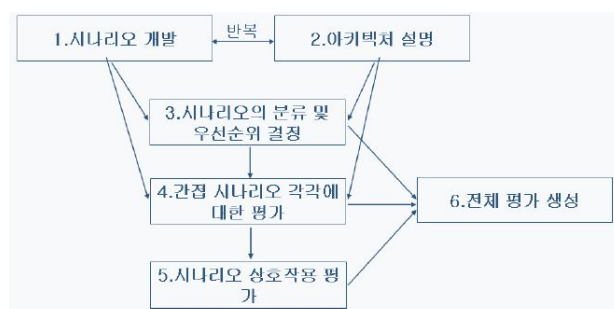 1.시나리오 개발
반복
2.아키텍처 설명
3.시나리오의 분류 및
우선순위 결정
4.간접 시나리오 각각에
대한 평가
6.전체 평가 생성
5.시나리오 상호작용 평
가